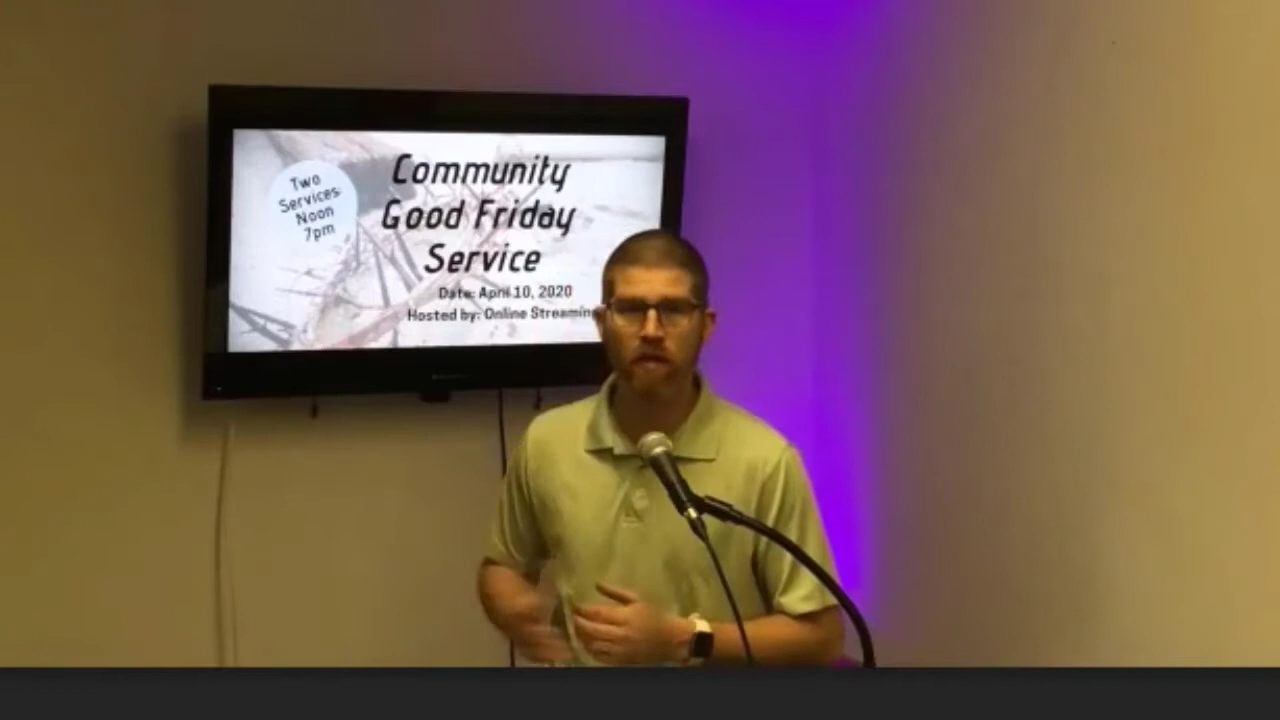 Two
Services:
Noon
7pm
Community
Good Friday
Service
Date: April 10, 2020
Hosted by: Online Streaming